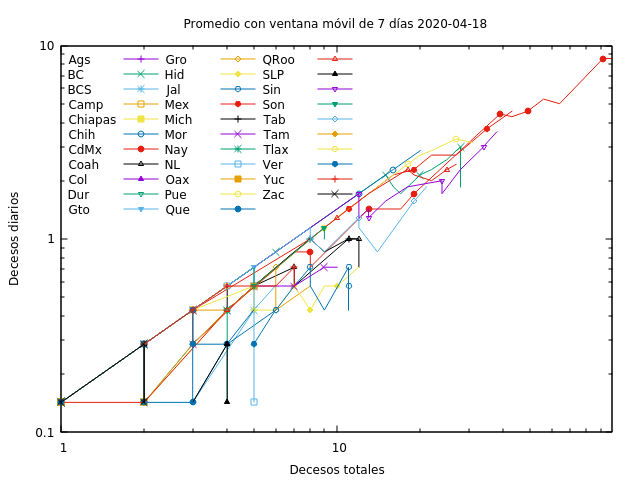 Promedio con ventana móvil de 7 días 2020-04-18
10
Ags Gro QRoo
BC Hid SLP
BCS Jal Sin
Camp Mex Son
Chiapas Mich Tab
Chih Mor Tam
CdMx Nay Tlax
Coah NL Ver
Col Oax Yuc
Dur Pue Zac
Gto Que
Decesos diarios
1
0.1
1 10
Decesos totales